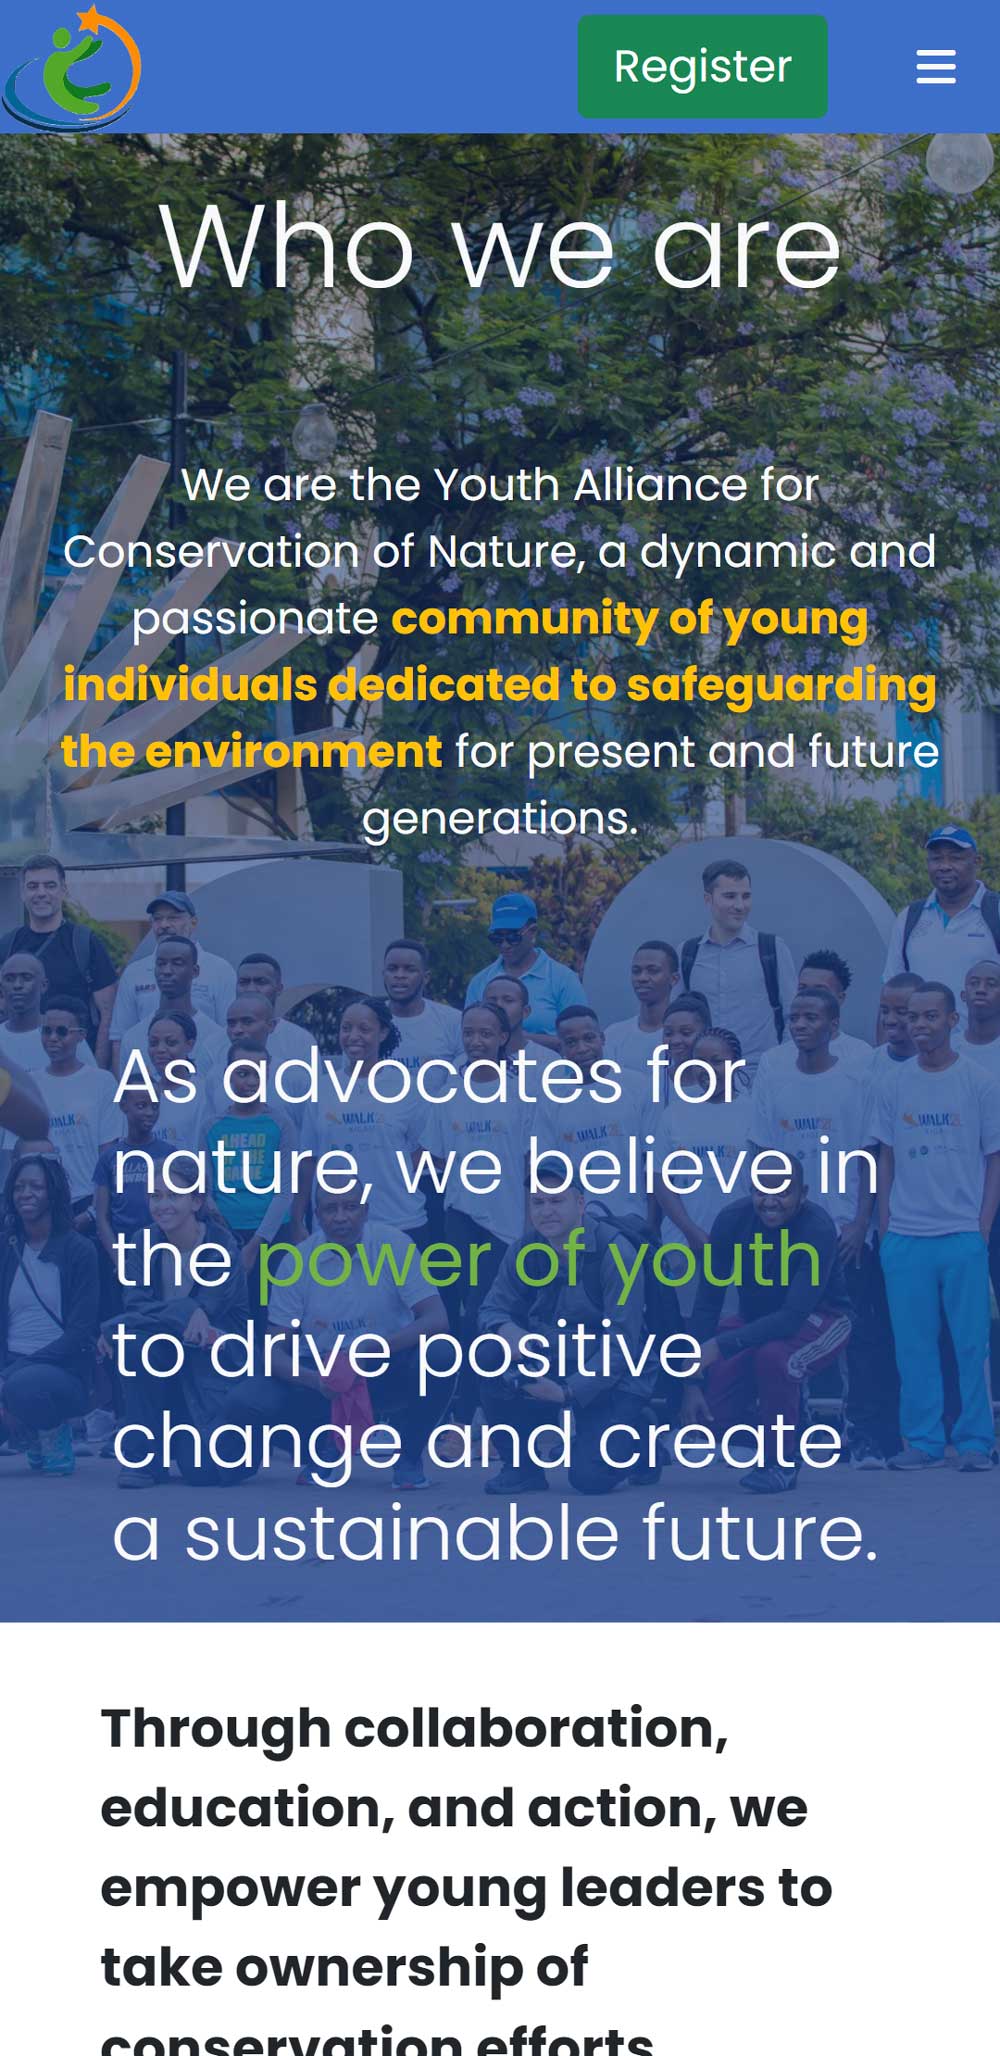 Register
Who we are
We are the Youth Alliance for
Conservation of Nature, a dynamic and
passionate community of young
individuals dedicated to safeguarding
the environment for present and future
generations.
As advocates for
nature, we believe in
the power of youth
to drive positive
change and create
a sustainable future.
Through collaboration,
education, and action, we
empower young leaders to
take ownership of
conservation efforts